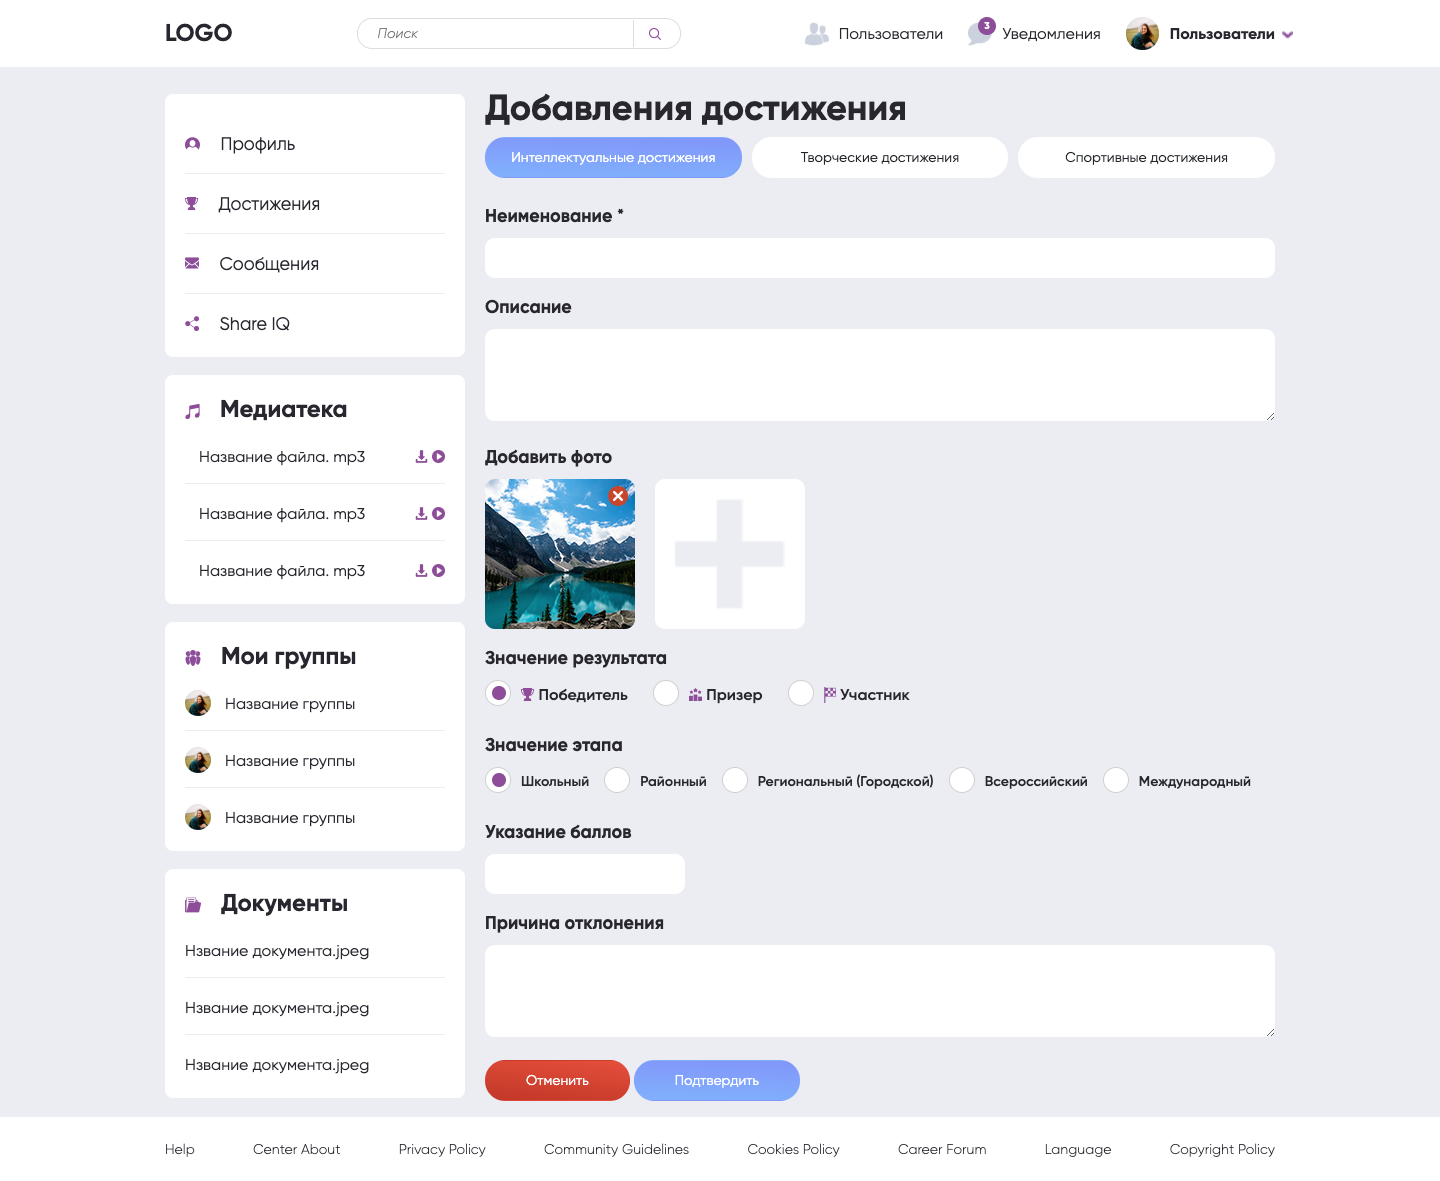 LOGO
Поиск
Пользователи
3
Уведомления
Пользователи
Профиль
Достижения
Сообщения
Share IQ
Медиатека
Название файла. mp3
Название файла. mp3
Название файла. mp3
Мои группы
Название группы
Название группы
Название группы
Документы
Нзвание документа.jpeg
Нзвание документа.jpeg
Нзвание документа.jpeg
Добавления достижения
Интеллектуальные достижения
Творческие достижения
Спортивные достижения
Неименование *
Описание
Добавить фото
Значение результата
Победитель
Призер
Участник
Значение этапа
Школьный
Районный
Региональный (Городской)
Всероссийский
Международный
Указание баллов
Причина отклонения
Отменить
Подтвердить
Help
Center About
Privacy Policy
Community Guidelines
Cookies Policy
Career Forum
Language
Copyright Policy